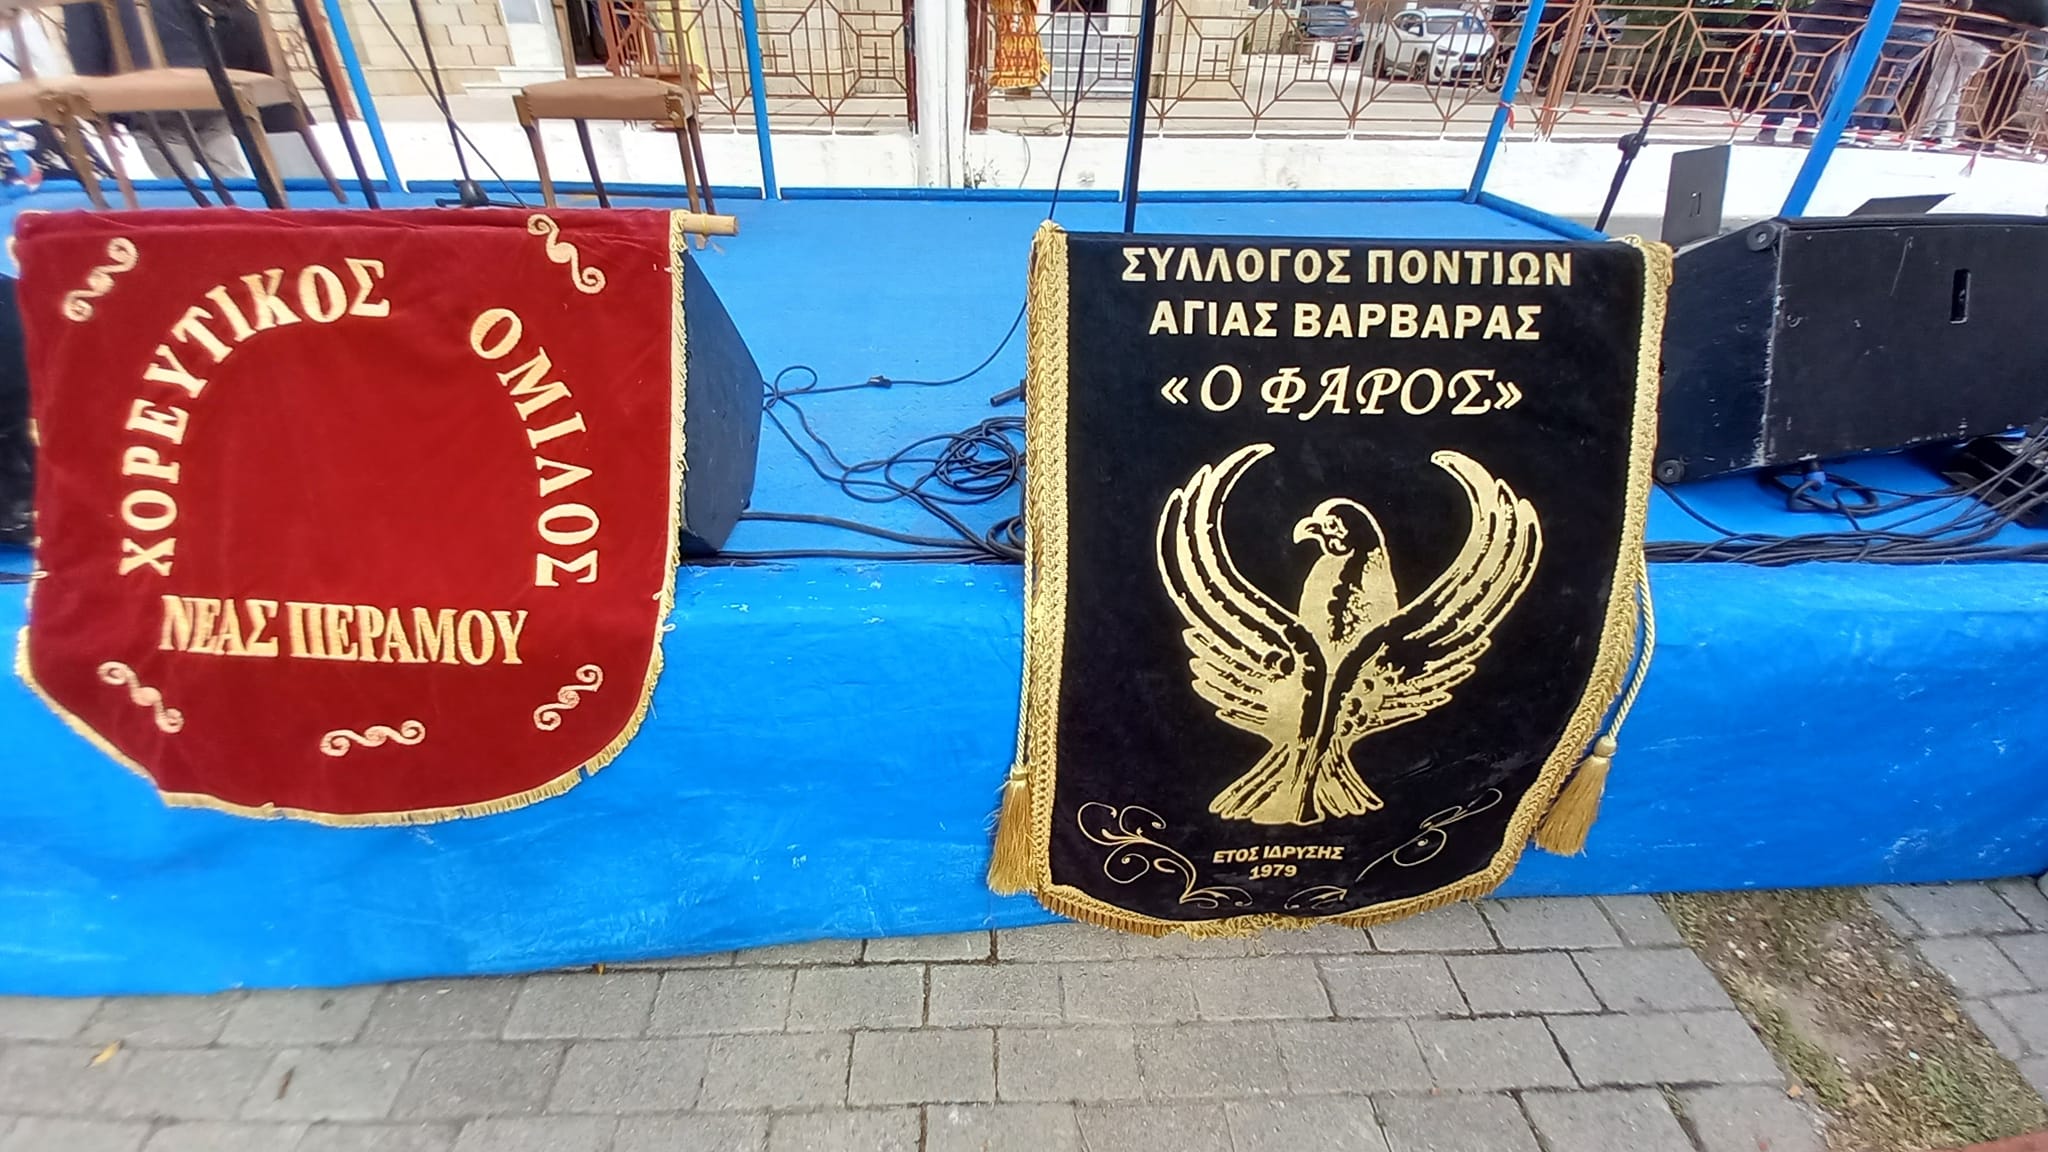 ΧΟΡΕΥΤΙΚΟΣ ΟΜΙΛΟΣ
ΝΕΑΣ ΠΕΡΑΜΟΥ
ΣΥΛΛΟΓΟΣ ΠΟΝΤΙΩΝ
ΑΓΙΑΣ ΒΑΡΒΑΡΑΣ
«Ο ΦΑΡΟΣ»
ΕΤΟΣ ΙΔΡΥΣΗΣ
1979